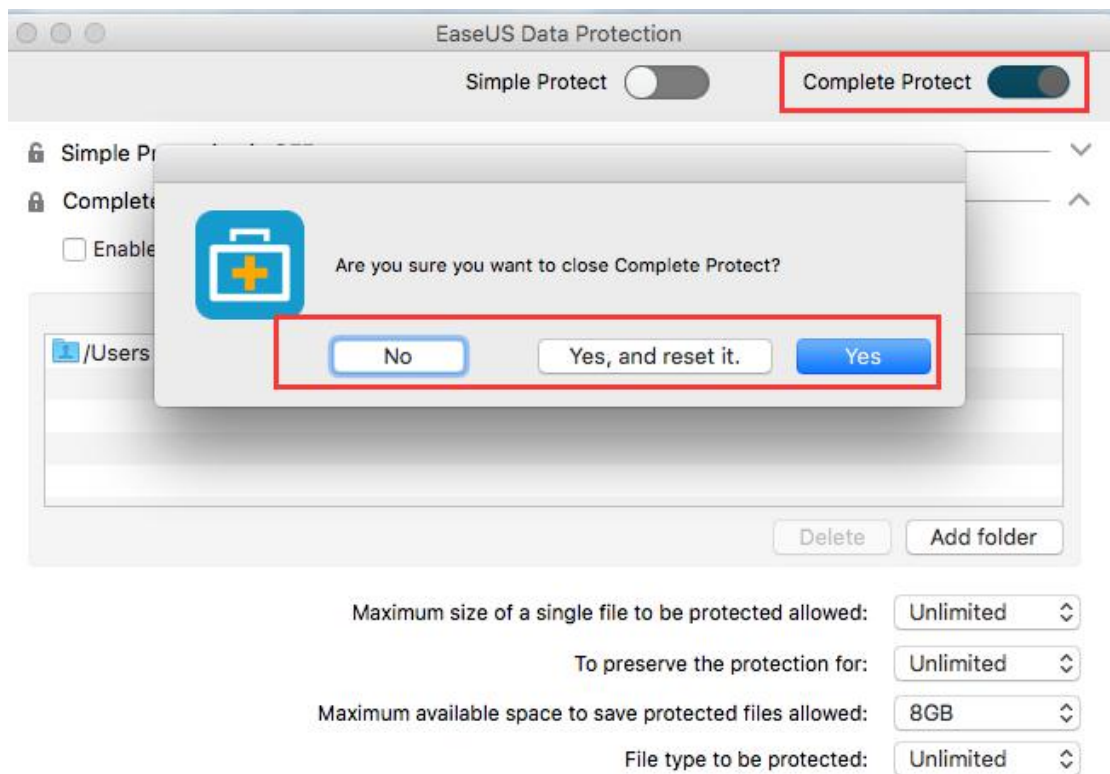 EaseUS Data Protection
Simple Protect Complete Protect
Simple
Complete
Enable
Are you sure you want to close Complete Protect?
No Yes, and reset it. Yes
/Users
Delete Add folder
Maximum size of a single file to be protected allowed: Unlimited
To preserve the protection for: Unlimited
Maximum available space to save protected files allowed: 8GB
File type to be protected: Unlimited